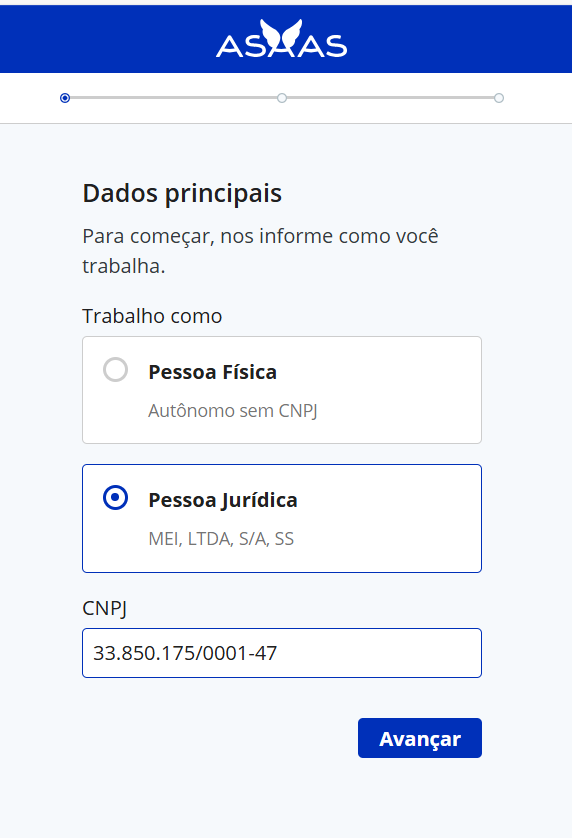 ASAAS
Dados principais
Para começar, nos informe como você
trabalha.
Trabalho como
Pessoa Física
Autônomo sem CNPJ
Pessoa Jurídica
MEI, LTDA, S/A, SS
CNPJ
33.850.175/0001-47
Avançar